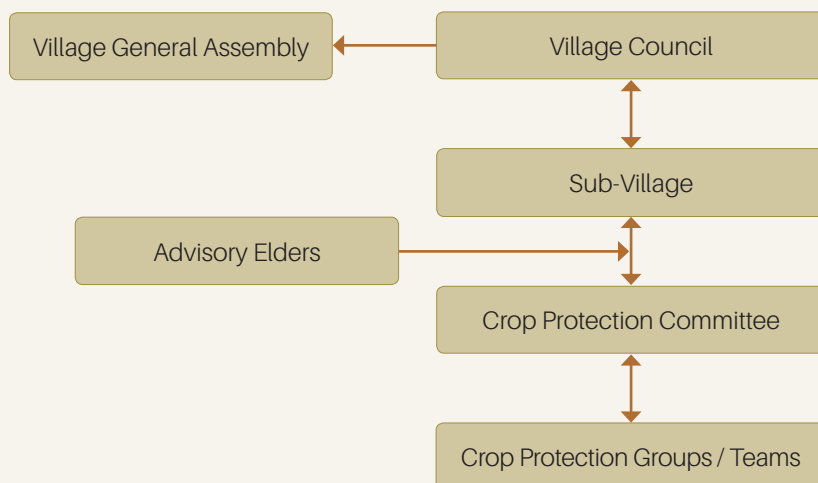 Village General Assembly
Village Council
Sub-Village
Advisory Elders
Crop Protection Committee
Crop Protection Groups / Teams